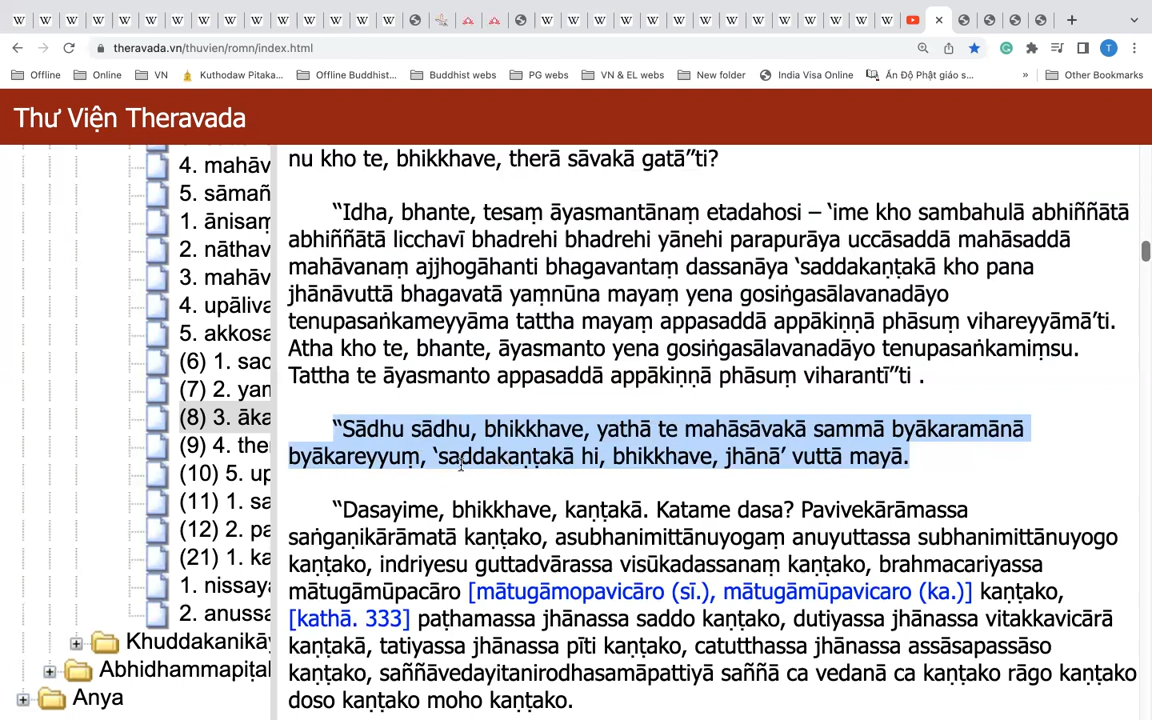 theravada.vn/thuvien/romn/index.html
T
Offline
Online
VN
Kuthodaw Pitaka...
Offline Buddhist...
Buddhist webs
PG webs
VN & EL webs
New folder
India Visa Online
Ấn Độ Phật giáo s...
»
Other Bookmarks
Thư Viện Theravada
4. mahāv
5. sāmañ
1. ānisaṃ
2. nāthav
3. mahāv
4. upāliva
5. akkosa
(6) 1. sac
(7) 2. yan
(8) 3. āka
(9) 4. the
(10) 5. up
(11) 1. sa
(12) 2. pa
(21) 1. ka
1. nissaya
2. anussa
Khuddakanikāy
Abhidhammapiṭal
Anya
nu kho te, bhikkhave, therā sāvakā gatā”ti?
“Idha, bhante, tesaṃ āyasmantānaṃ etadahosi – ‘ime kho sambahulā abhiññātā
abhiññātā licchavī bhadrehi bhadrehi yānehi parapurāya uccāsaddā mahāsaddā
mahāvanaṃ ajjhogāhanti bhagavantaṃ dassanāya ‘saddakaṇṭakā kho pana
jhānāvuttā bhagavatā yaṃnūna mayaṃ yena gosiṅgasālavanadāyo
tenupasaṅkameyyāma tattha mayaṃ appasaddā appākiṇṇā phāsuṃ vihareyyāmā’ti.
Atha kho te, bhante, āyasmanto yena gosiṅgasālavanadāyo tenupasaṅkamiṃsu.
Tattha te āyasmanto appasaddā appākiṇṇā phāsuṃ viharantī”ti .
“Sādhu sādhu, bhikkhave, yathā te mahāsāvakā sammā byākaramānā
byākareyyuṃ, ‘saddakaṇṭakā hi, bhikkhave, jhānā’ vuttā mayā.
“Dasayime, bhikkhave, kaṇṭakā. Katame dasa? Pavivekārāmassa
saṅgaṇikārāmatā kaṇṭako, asubhanimittānuyogaṃ anuyuttassa subhanimittānuyogo
kaṇṭako, indriyesu guttadvārassa visūkadassanaṃ kaṇṭako, brahmacariyassa
mātugāmūpacāro [mātugāmopavicāro (sī.), mātugāmūpavicaro (ka.)] kaṇṭako,
[kathā. 333] paṭhamassa jhānassa saddo kaṇṭako, dutiyassa jhānassa vitakkavicārā
kaṇṭakā, tatiyassa jhānassa pīti kaṇṭako, catutthassa jhānassa assāsapassāso
kaṇṭako, saññāvedayitanirodhasamāpattiyā saññā ca vedanā ca kaṇṭako rāgo kaṇṭako
doso kaṇṭako moho kaṇṭako.